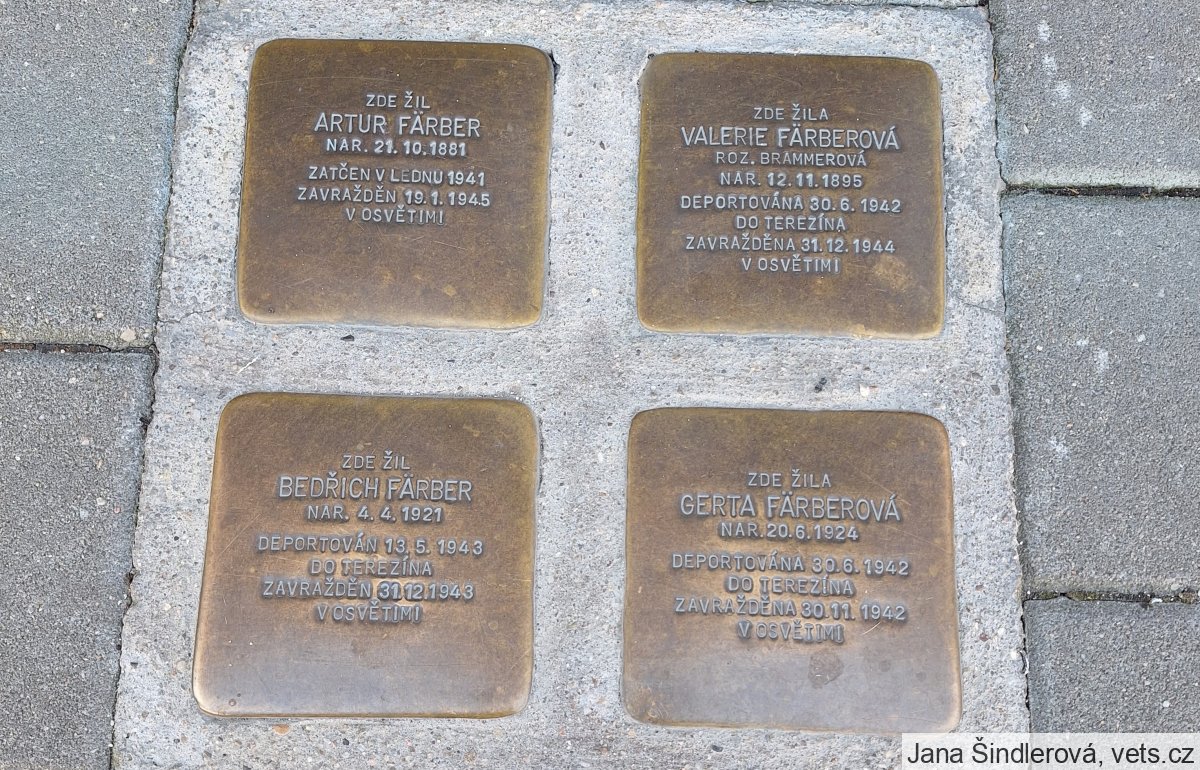 ZDE ŽIL
ARTUR FÄRBER
NAR. 21. 10. 1881
ZATČEN V LEDNU 1941
ZAVRAŽDĚN 19. 1. 1945
V OSVĚTIMI
ZDE ŽILA
VALERIE FÄRBEROVÁ
ROZ. BRAMMEROVÁ
NAR. 12. 11. 1895
DEPORTOVÁNA 30. 6. 1942
DO TEREZÍNA
ZAVRAŽDĚNA 31. 12. 1944
V OSVĚTIMI
ZDE ŽIL
BEDŘICH FÄRBER
NAR. 4. 4. 1921
DEPORTOVÁN 13. 5. 1943
DO TEREZÍNA
ZAVRAŽDĚN 31.12.1943
V OSVĚTIMI
ZDE ŽILA
GERTA FÄRBEROVÁ
NAR. 20.6.1924
DEPORTOVÁNA 30. 6. 1942
DO TEREZÍNA
ZAVRAŽDĚNA 30. 11. 1942
V OSVĚTIMI
Jana Šindlerová, vets.cz